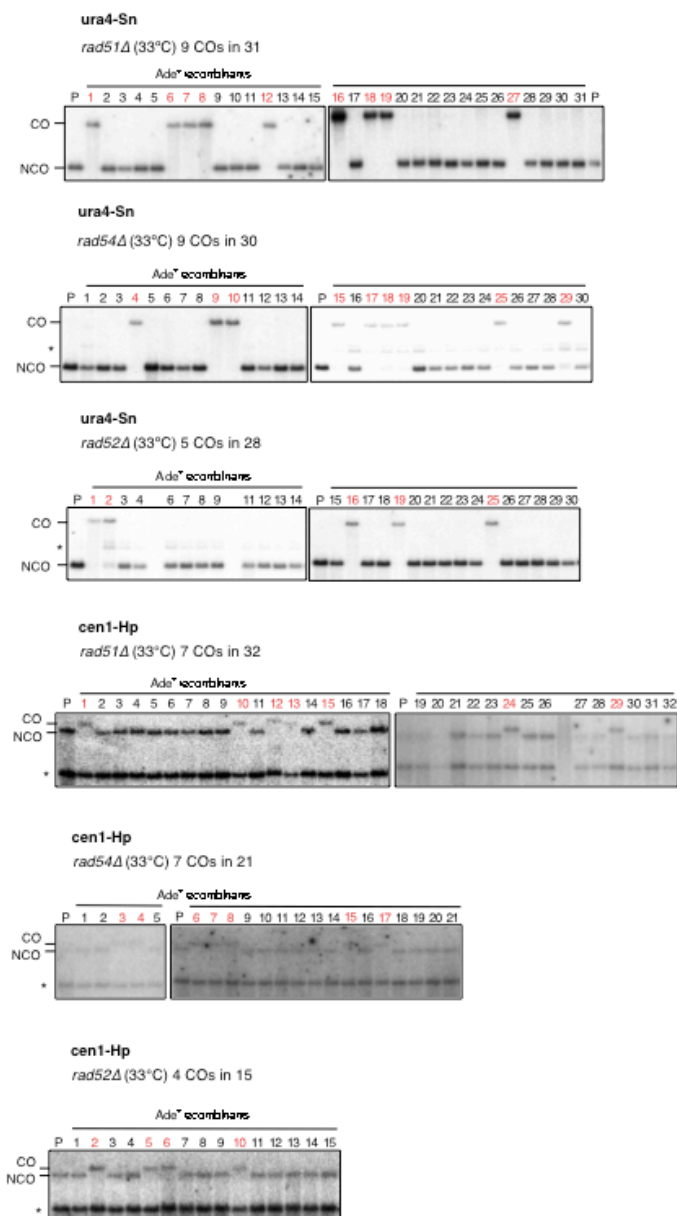 ura4-Sn
rad51Δ (33°C) 9 COs in 31
Ade⁺ recombinans
P 1 2 3 4 5 6 7 8 9 10 11 12 13 14 15 16 17 18 19 20 21 22 23 24 25 26 27 28 29 30 31 P
CO
NCO
ura4-Sn
rad54Δ (33°C) 9 COs in 30
Ade⁺ recombinans
P 1 2 3 4 5 6 7 8 9 10 11 12 13 14 P 15 16 17 18 19 20 21 22 23 24 25 26 27 28 29 30
CO
*
NCO
ura4-Sn
rad52Δ (33°C) 5 COs in 28
Ade⁺ recombinans
P 1 2 3 4 6 7 8 9 11 12 13 14 P 15 16 17 18 19 20 21 22 23 24 25 26 27 28 29 30
CO
*
NCO
cen1-Hp
rad51Δ (33°C) 7 COs in 32
Ade⁺ recombinans
P 1 2 3 4 5 6 7 8 9 10 11 12 13 15 14 16 17 18 P 19 20 21 22 23 24 25 26 27 28 29 30 31 32
CO
NCO
*
cen1-Hp
rad54Δ (33°C) 7 COs in 21
Ade⁺ recombinans
P 1 2 3 4 5 P 6 7 8 9 10 11 12 13 14 15 16 17 18 19 20 21
CO
NCO
*
cen1-Hp
rad52Δ (33°C) 4 COs in 15
Ade⁺ recombinans
P 1 2 3 4 5 6 7 8 9 10 11 12 13 14 15
CO
NCO
*